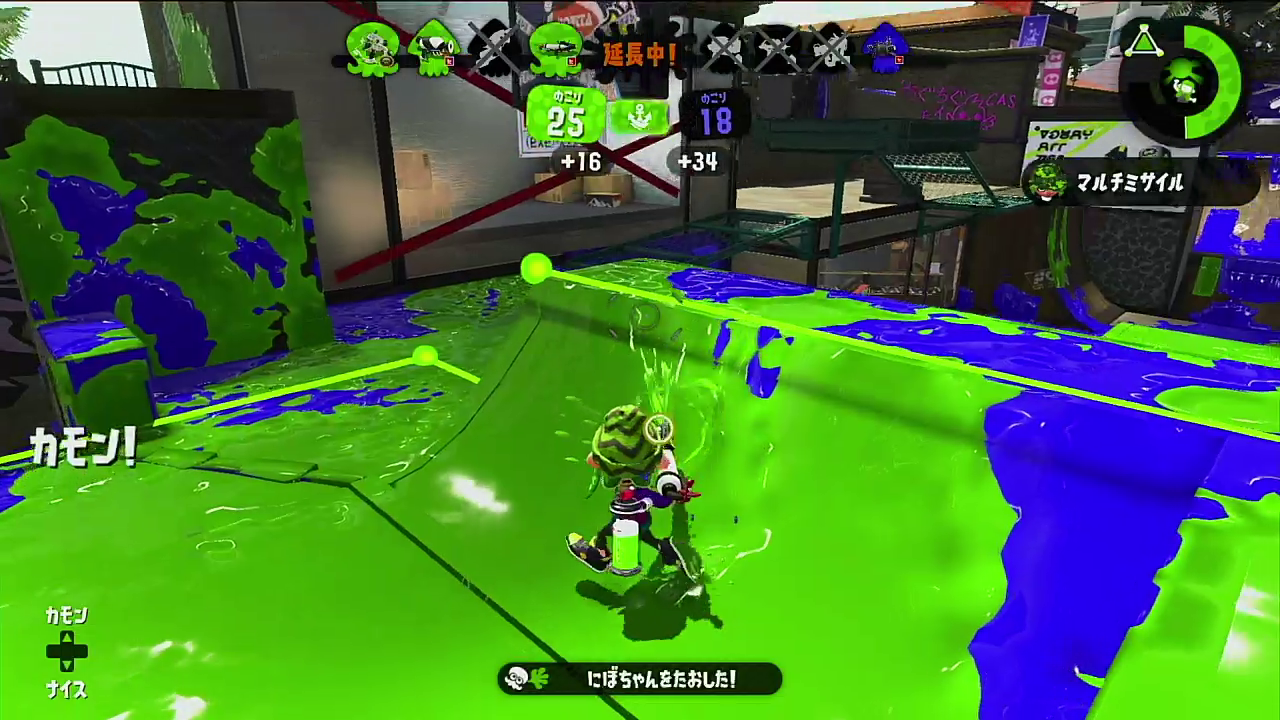 延長中!
のこり
25
のこり
18
+16
+34
マルチミサイル
カモン!
カモン
ナイス
にぼちゃんをたおした!